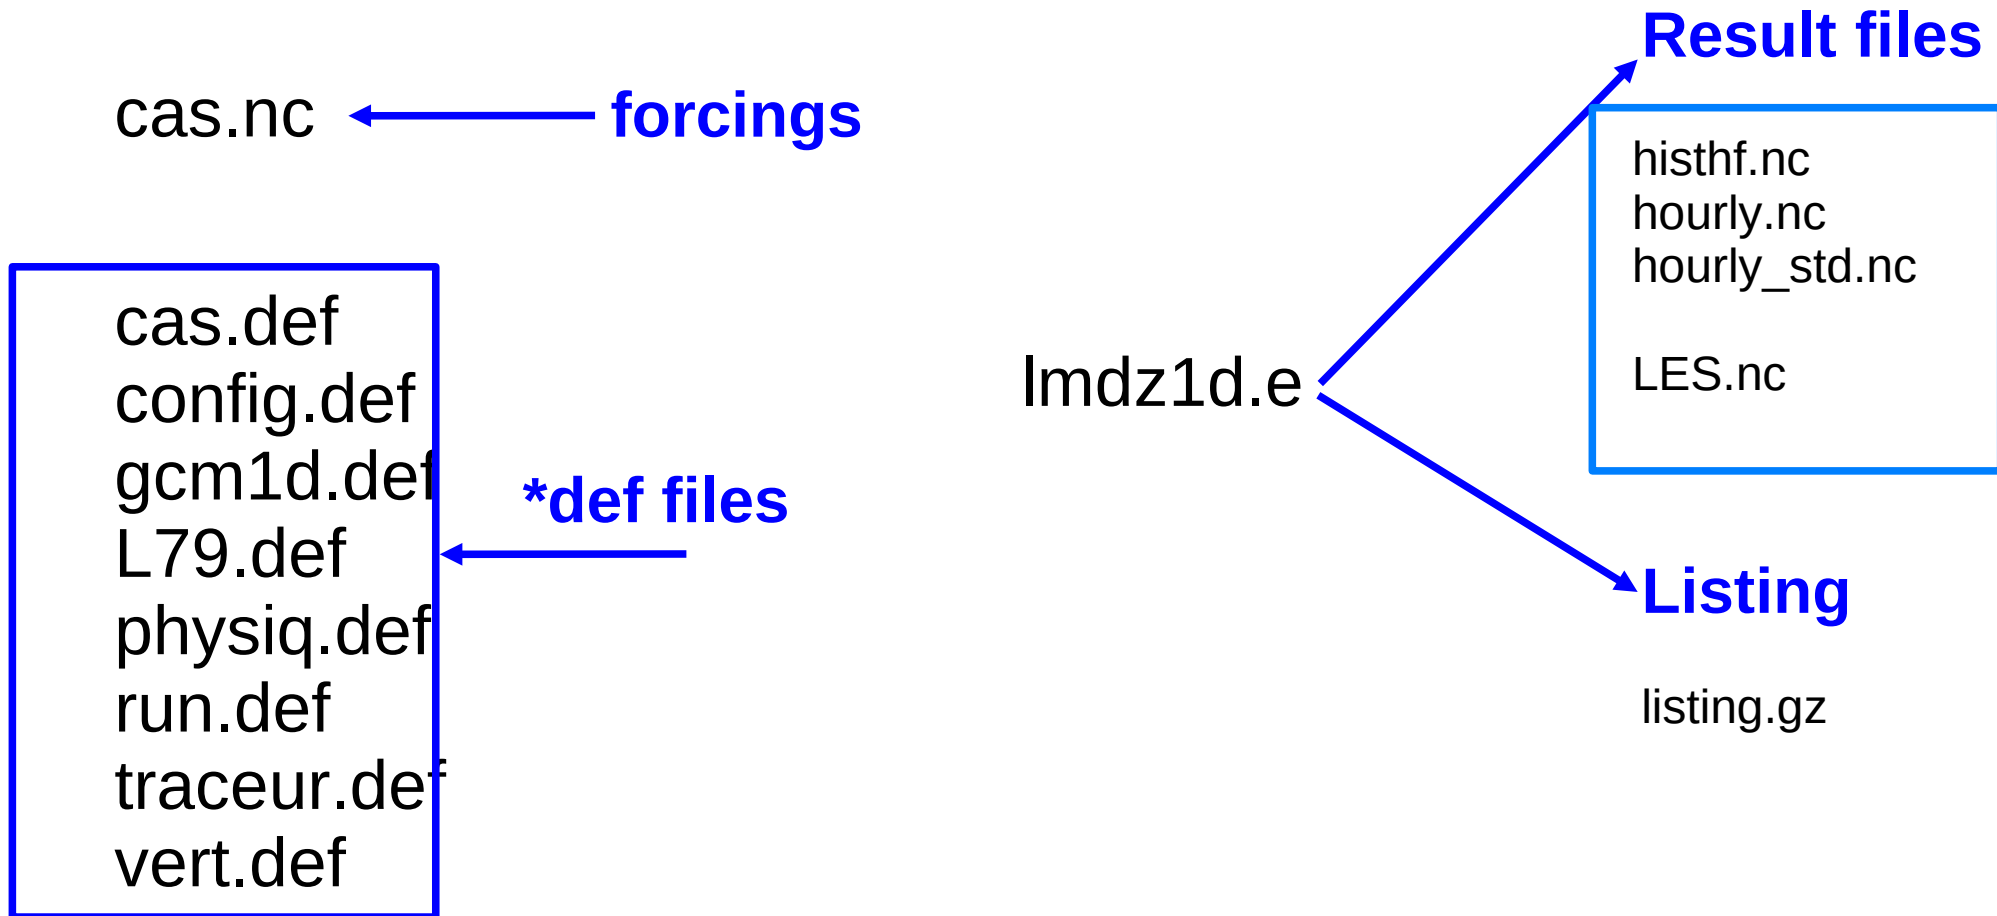 cas.nc
forcings
cas.def
config.def
gcm1d.def
L79.def
physiq.def
run.def
traceur.def
vert.def
*def files
lmdz1d.e
Result files
histhf.nc
hourly.nc
hourly_std.nc
LES.nc
Listing
listing.gz